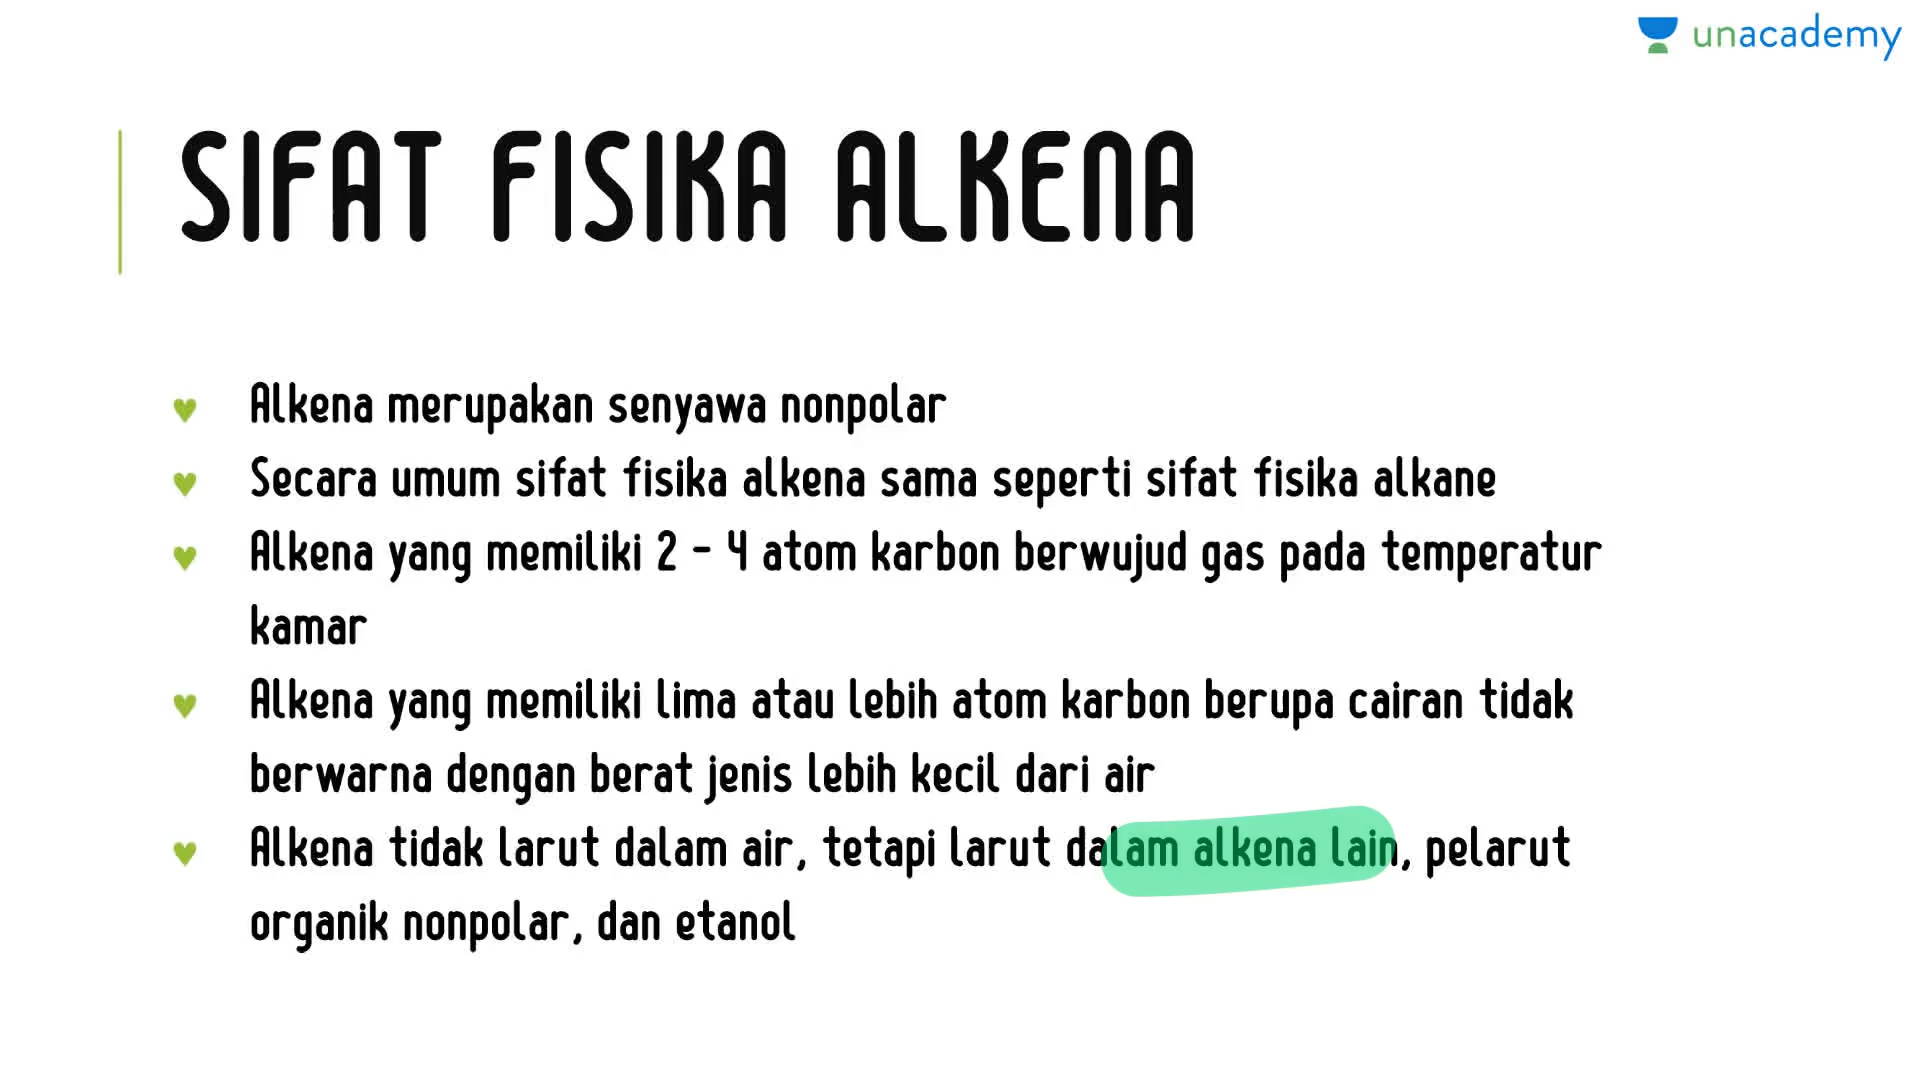 unacademy
SIFAT FISIKA ALKENA
Alkena merupakan senyawa nonpolar
Secara umum sifat fisika alkena sama seperti sifat fisika alkane
Alkena yang memiliki 2 - 4 atom karbon berwujud gas pada temperatur
kamar
Alkena yang memiliki lima atau lebih atom karbon berupa cairan tidak
berwarna dengan berat jenis lebih kecil dari air
Alkena tidak larut dalam air, tetapi larut dalam alkena lain, pelarut
organik nonpolar, dan etanol